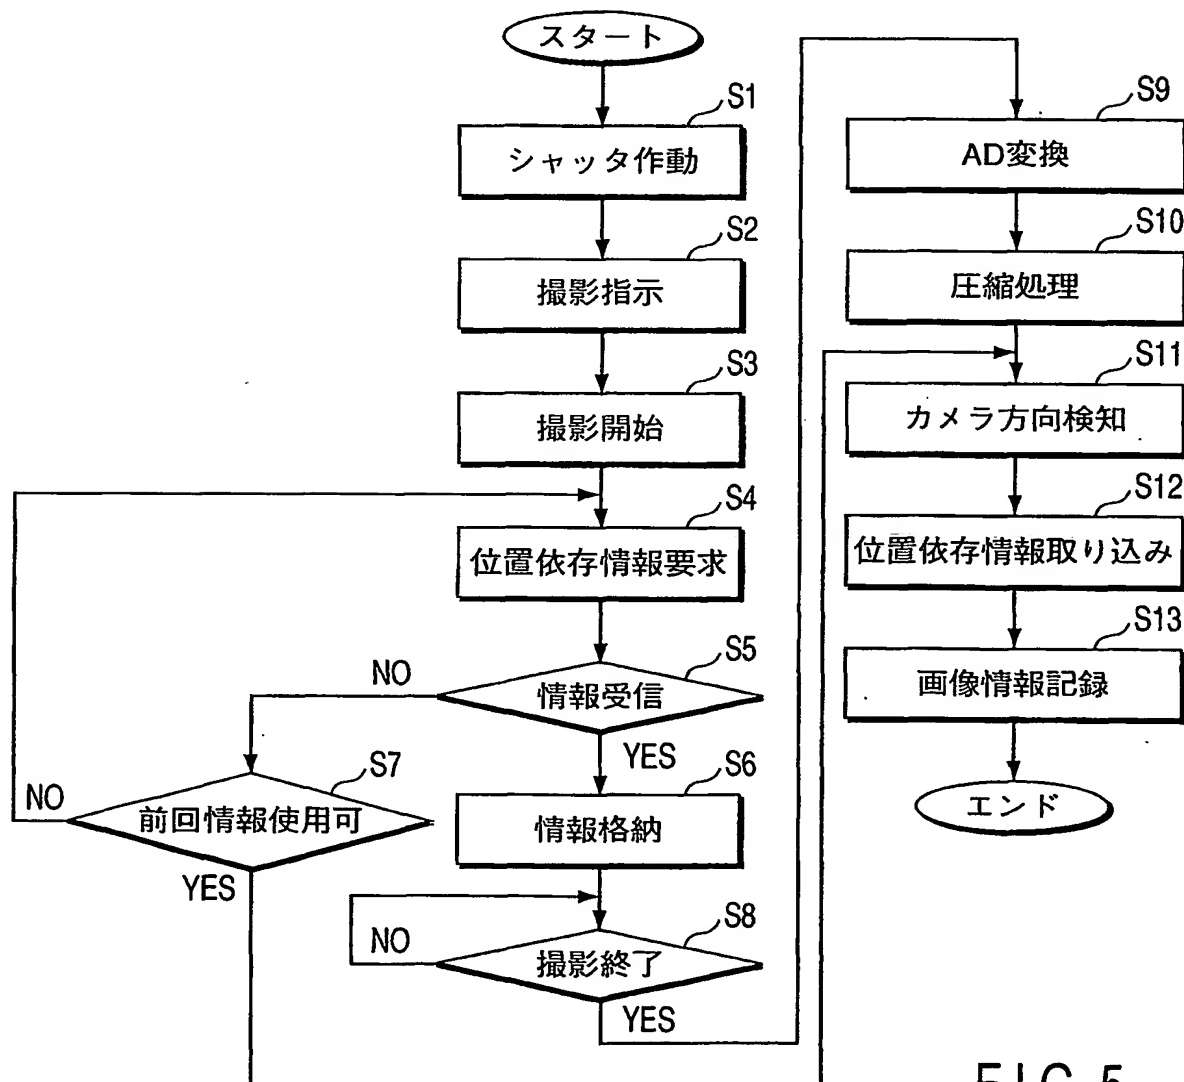 スタート
S1
シャッタ作動
S2
撮影指示
S3
撮影開始
S4
位置依存情報要求
S5
情報受信
NO
YES
S7
前回情報使用可
NO
YES
S6
情報格納
S8
撮影終了
NO
YES
S9
AD変換
S10
圧縮処理
S11
カメラ方向検知
S12
位置依存情報取り込み
S13
画像情報記録
エンド
FIG. 5